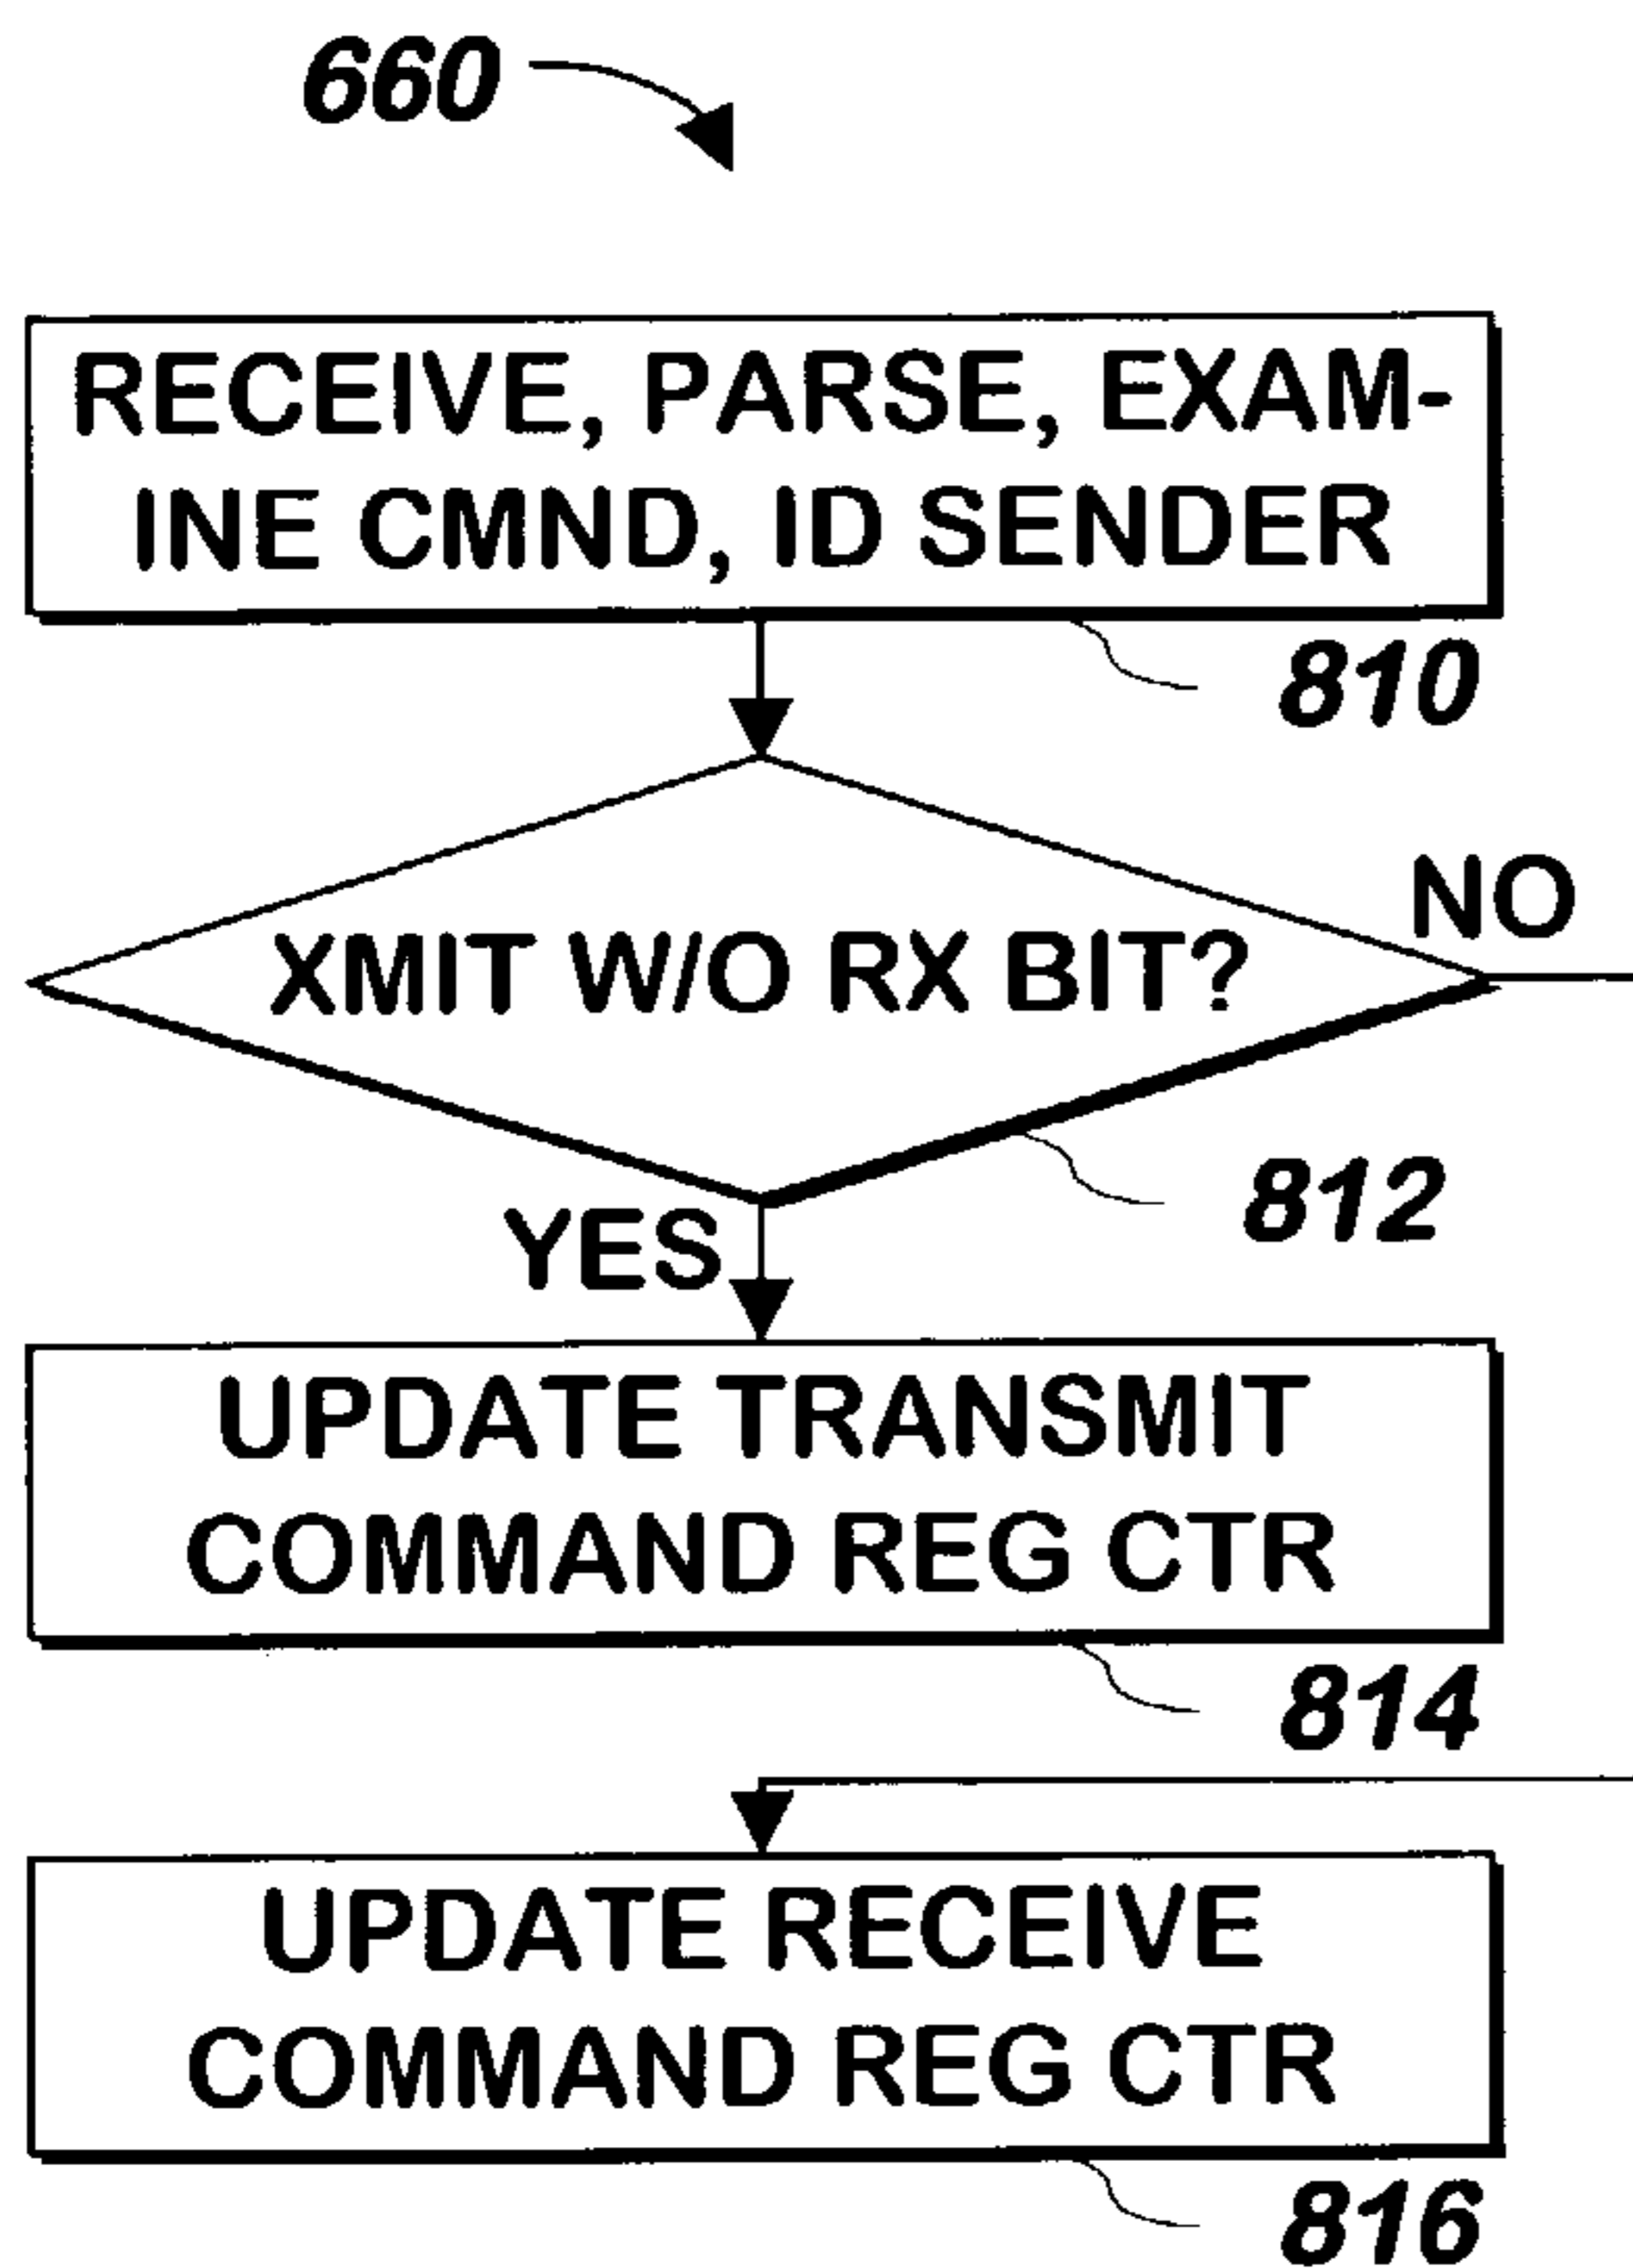 660
RECEIVE, PARSE, EXAM-
INE CMND, ID SENDER
810
NO
XMIT W/O RX BIT?
812
YES
UPDATE TRANSMIT
COMMAND REG CTR
814
UPDATE RECEIVE
COMMAND REG CTR
816